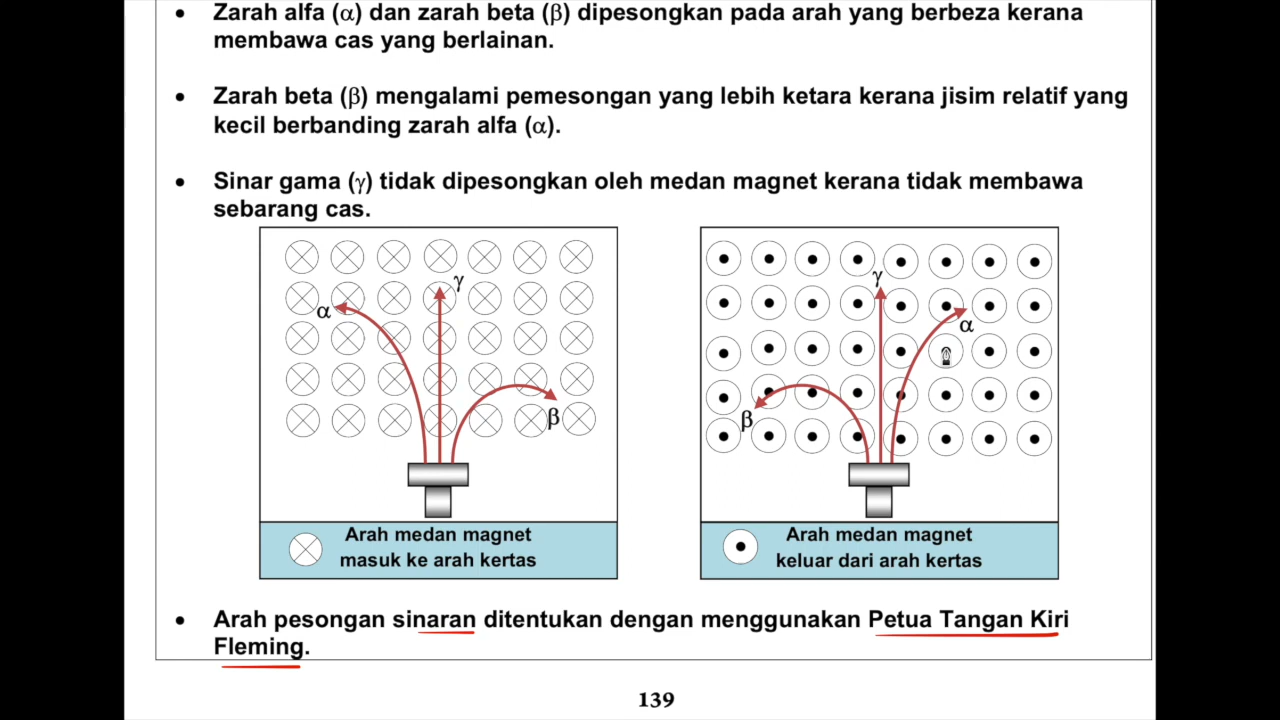 • Zarah alfa (α) dan zarah beta (β) dipesongkan pada arah yang berbeza kerana
membawa cas yang berlainan.
• Zarah beta (β) mengalami pemesongan yang lebih ketara kerana jisim relatif yang
kecil berbanding zarah alfa (α).
• Sinar gama (γ) tidak dipesongkan oleh medan magnet kerana tidak membawa
sebarang cas.
γ
α
β
Arah medan magnet
masuk ke arah kertas
γ
α
β
Arah medan magnet
keluar dari arah kertas
• Arah pesongan sinaran ditentukan dengan menggunakan Petua Tangan Kiri
Fleming.
139